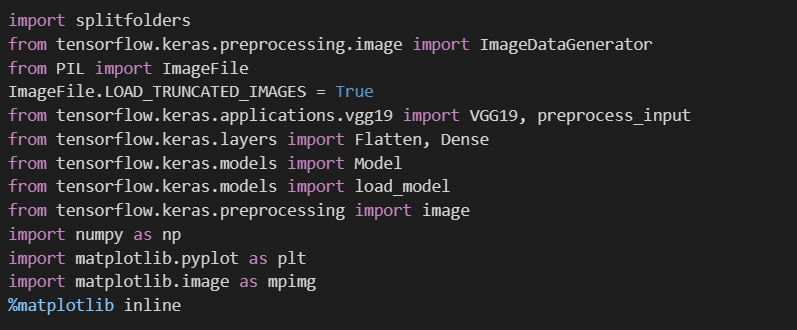 import splitfolders
from tensorflow.keras.preprocessing.image import ImageDataGenerator
from PIL import ImageFile
ImageFile.LOAD_TRUNCATED_IMAGES = True
from tensorflow.keras.applications.vgg19 import VGG19, preprocess_input
from tensorflow.keras.layers import Flatten, Dense
from tensorflow.keras.models import Model
from tensorflow.keras.models import load_model
from tensorflow.keras.preprocessing import image
import numpy as np
import matplotlib.pyplot as plt
import matplotlib.image as mpimg
%matplotlib inline